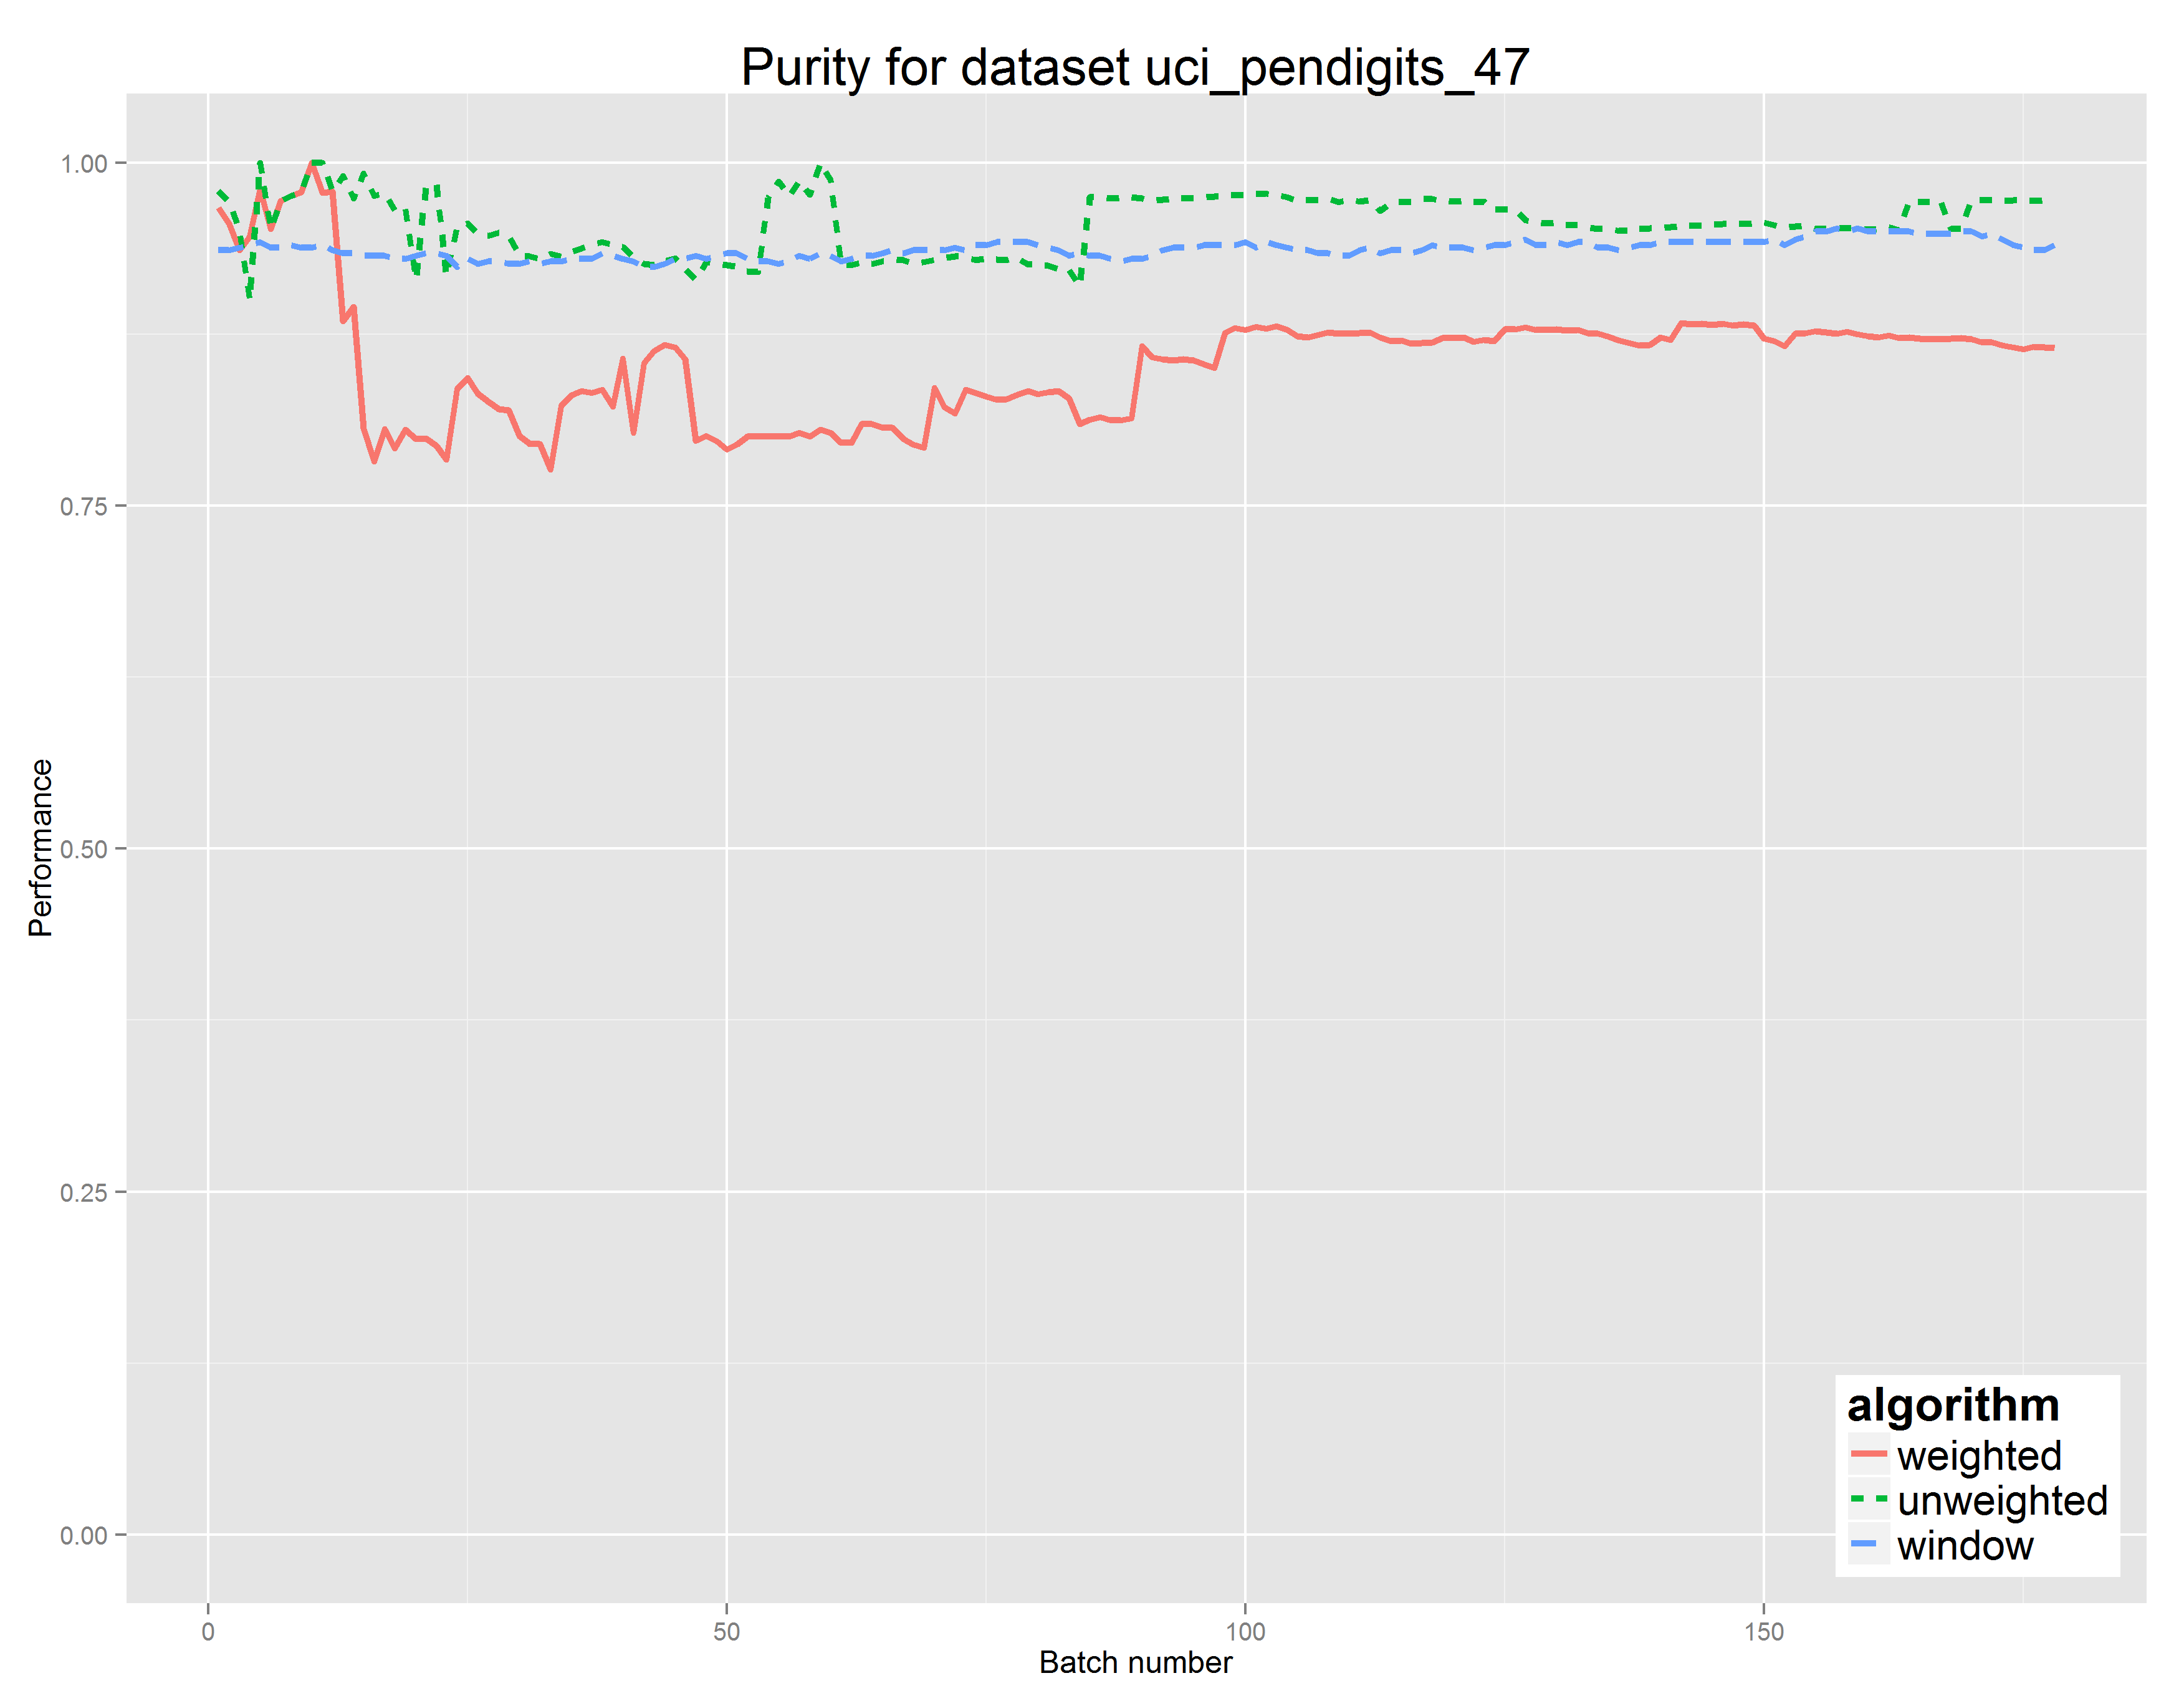 Purity for dataset uci_pendigits_47
1.00
0.75
0.50
0.25
0.00
Performance
0
50
100
150
Batch number
algorithm
weighted
unweighted
window